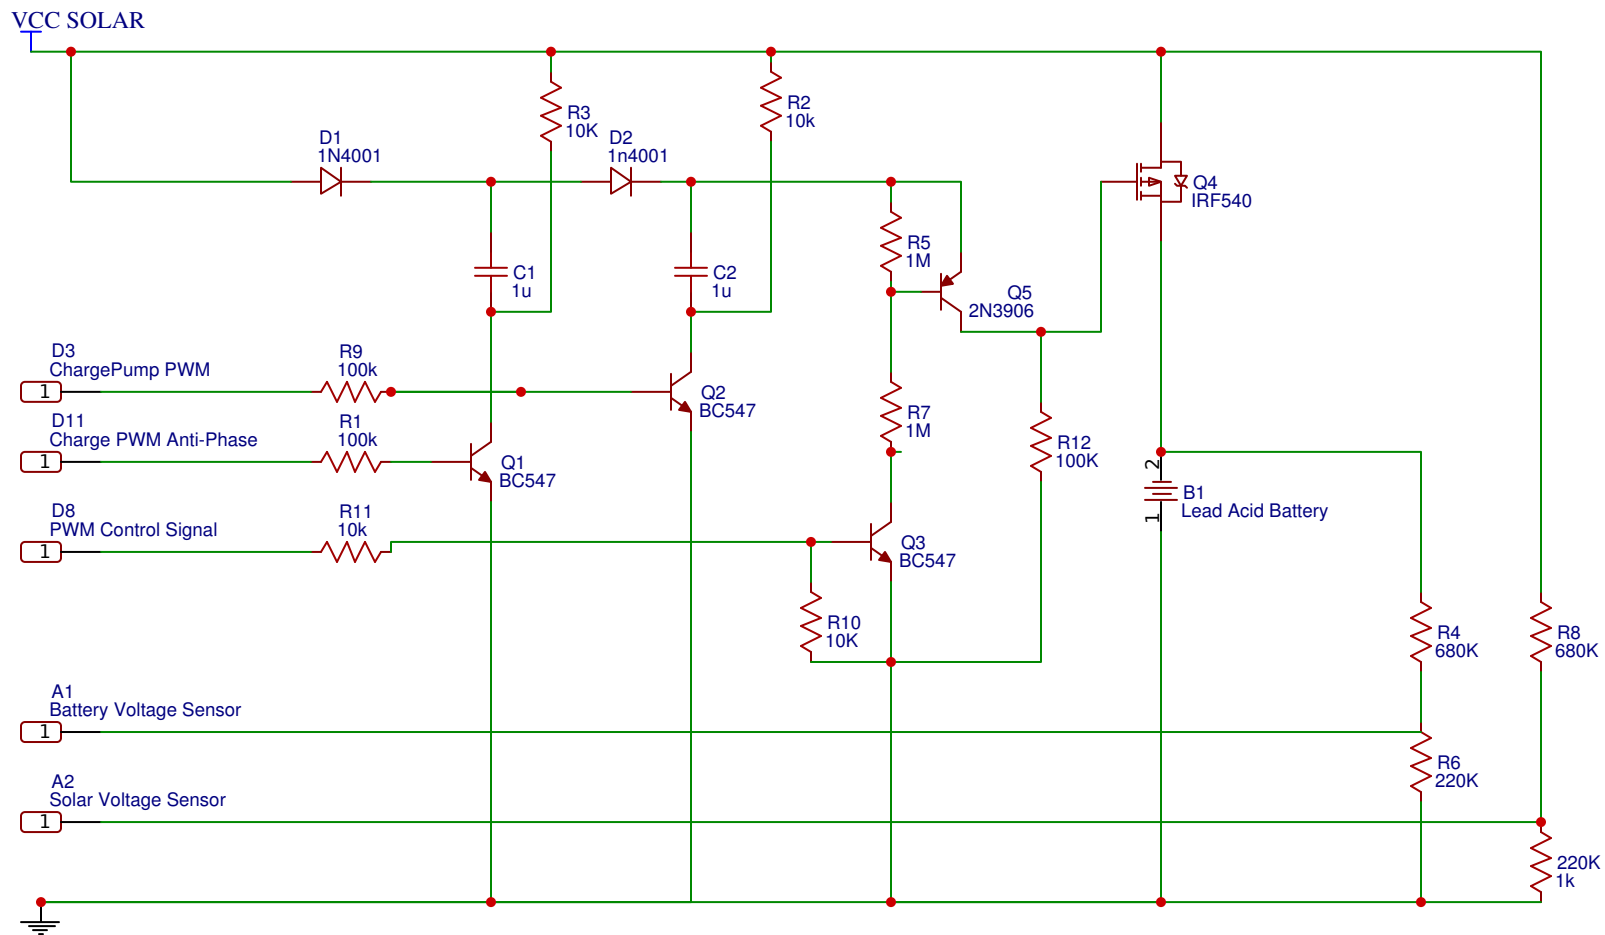 VCC SOLAR
R3
10K
R2
10k
D1
1N4001
D2
1n4001
Q4
IRF540
R5
1M
C1
1u
C2
1u
Q5
2N3906
D3
ChargePump PWM
1
R9
100k
Q2
BC547
R7
1M
D11
Charge PWM Anti-Phase
1
R1
100k
Q1
BC547
R12
100K
2
B1
Lead Acid Battery
1
D8
PWM Control Signal
1
R11
10k
Q3
BC547
R10
10K
R4
680K
R8
680K
A1
Battery Voltage Sensor
1
R6
220K
A2
Solar Voltage Sensor
1
220K
1k